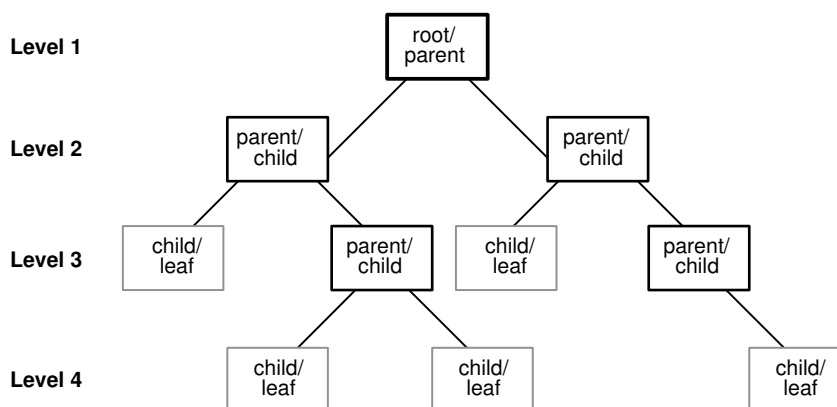 Level 1
root/
parent
Level 2
parent/
child
parent/
child
Level 3
child/
leaf
parent/
child
child/
leaf
parent/
child
Level 4
child/
leaf
child/
leaf
child/
leaf